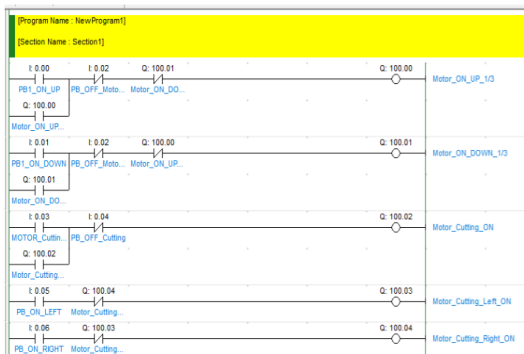 [Program Name : NewProgram1]
[Section Name : Section1]
I: 0.00 I: 0.02 Q: 100.01 Q: 100.00
PB1_ON_UP PB_OFF_Moto... Motor_ON_DO... Motor_ON_UP_1/3
Q: 100.00
Motor_ON_UP...
I: 0.01 I: 0.02 Q: 100.00 Q: 100.01
PB1_ON_DOWN PB_OFF_Moto... Motor_ON_UP... Motor_ON_DOWN_1/3
Q: 100.01
Motor_ON_DO...
I: 0.03 I: 0.04 Q: 100.02
MOTOR_Cuttin... PB_OFF_Cutting Motor_Cutting_ON
Q: 100.02
Motor_Cutting...
I: 0.05 Q: 100.04 Q: 100.03
PB_ON_LEFT Motor_Cutting... Motor_Cutting_Left_ON
I: 0.06 Q: 100.03 Q: 100.04
PB_ON_RIGHT Motor_Cutting... Motor_Cutting_Right_ON